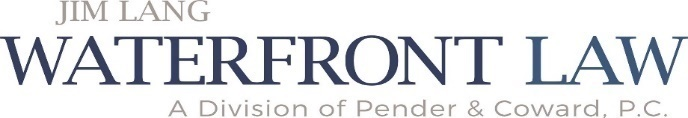 JIM LANG
WATERFRONT LAW
A Division of Pender & Coward, P.C.